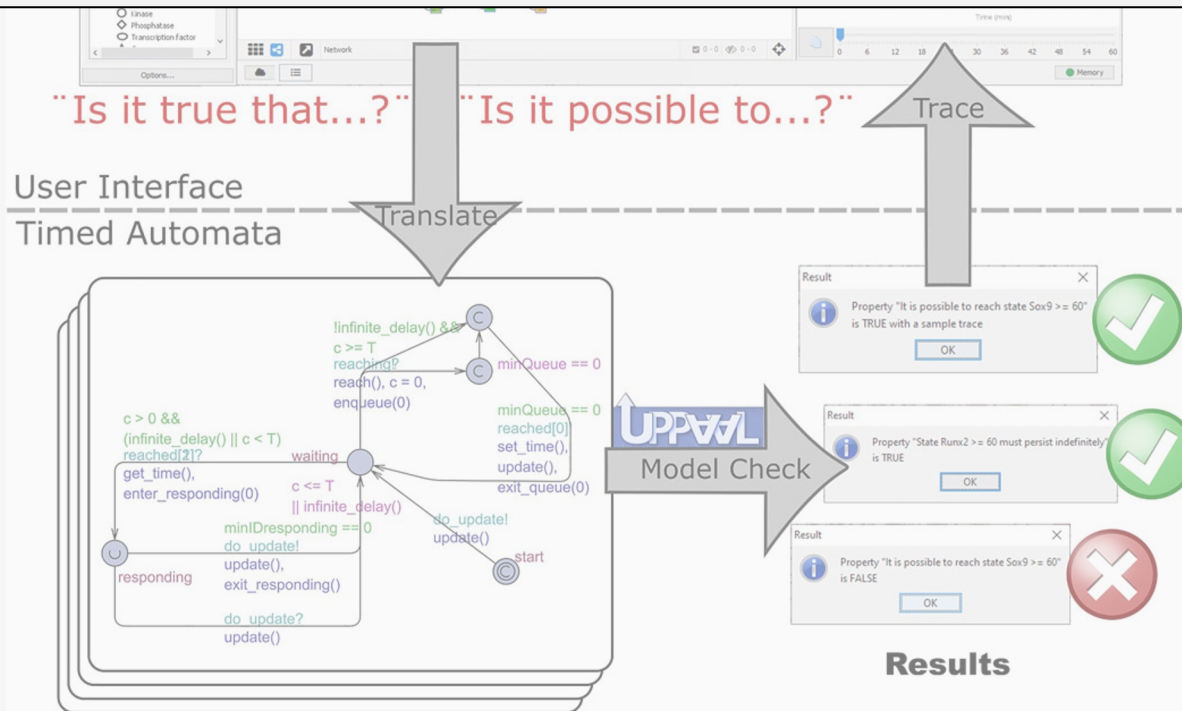 Kinase
Phosphatase
Transcription factor
Options...
Network
0 - 0
0 - 0
Time (min)
0 6 12 18 30 36 42 48 54 60
Memory
¨Is it true that...?¨ ¨Is it possible to...?¨
Trace
User Interface
Translate
Timed Automata
!infinite_delay() &&
c >= T
reaching?
reach(), c = 0,
enqueue(0)
C
C
minQueue == 0
minQueue == 0
reached[0]
set_time(),
update(),
exit_queue(0)
c > 0 &&
(infinite_delay() || c < T)
get_time(),
enter_responding(0)
waiting
c <= T
|| infinite_delay()
minIDresponding == 0
do_update!
update(),
exit_responding()
do_update!
update()
start
C
U
responding
do_update?
update()
UPPAAL
Model Check
Result
Property "It is possible to reach state Sox9 >= 60"
is TRUE with a sample trace
OK
Result
Property "State Runx2 >= 60 must persist indefinitely"
is TRUE
OK
Result
Property "It is possible to reach state Sox9 >= 60"
is FALSE
OK
Results